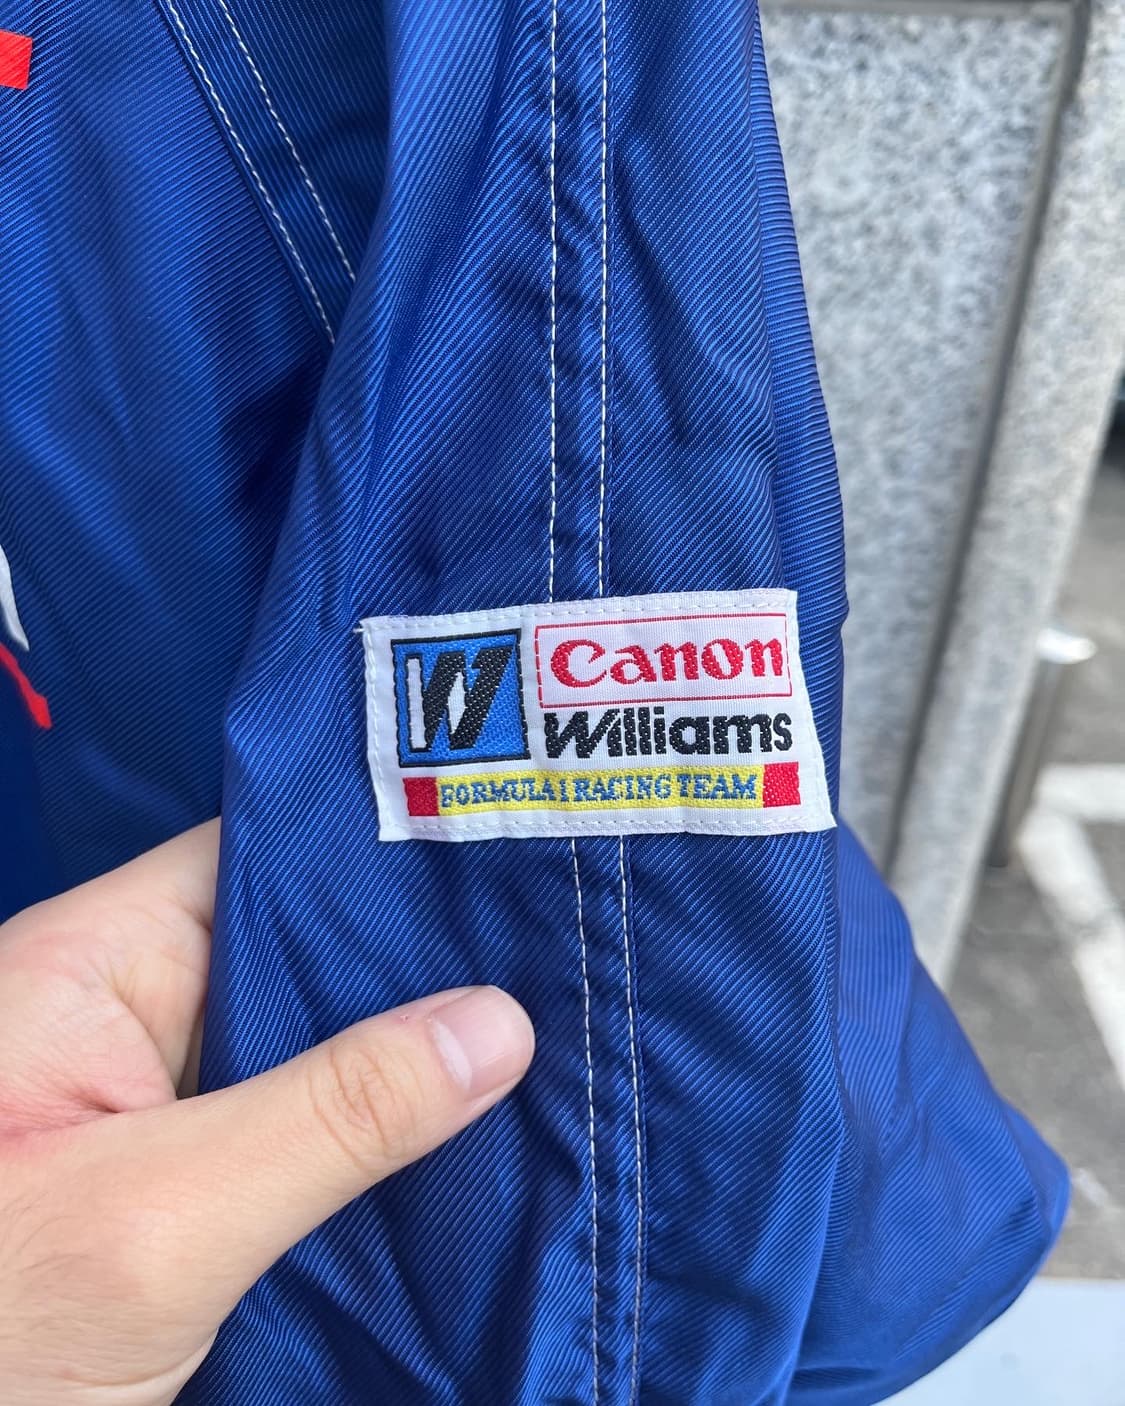 W
Canon
Williams
FORMULA 1 RACING TEAM